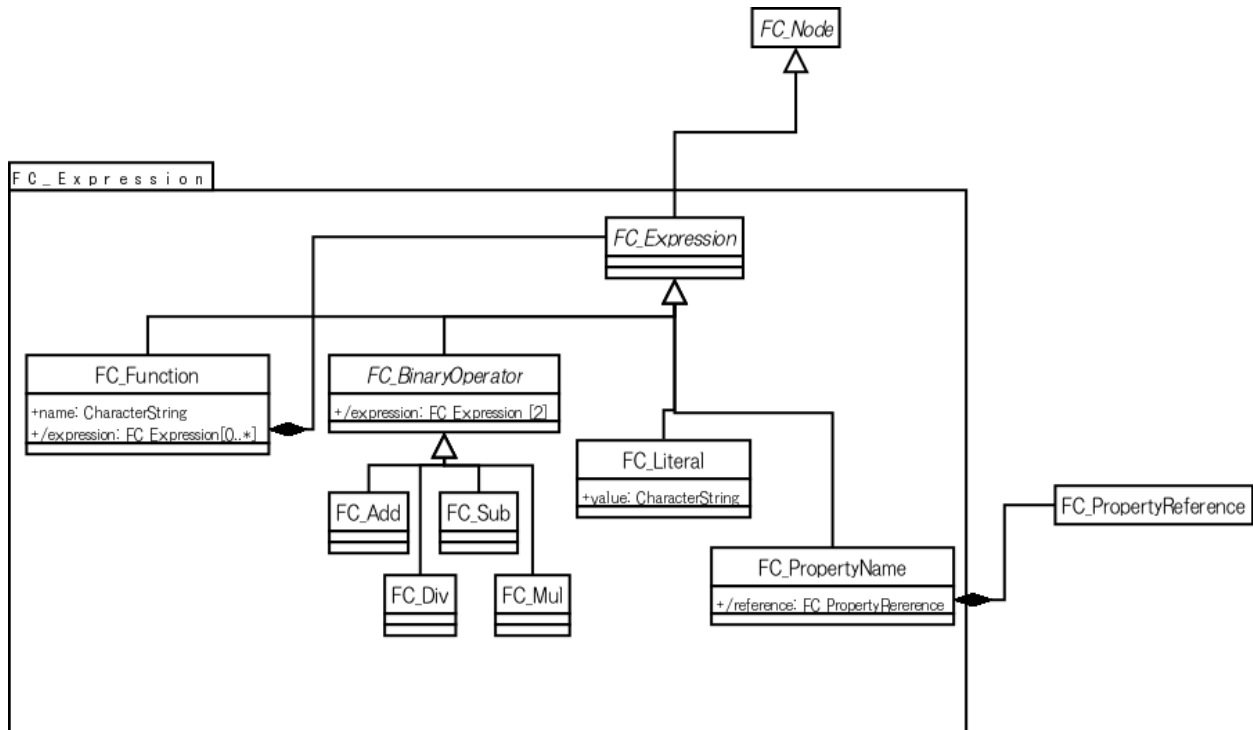 FC_Node
FC_Expression
FC_Expression
FC_Function
+name: CharacterString
+/expression: FC_Expression[0..*]
FC_BinaryOperator
+/expression: FC_Expression [2]
FC_Literal
+value: CharacterString
FC_Add
FC_Sub
FC_Div
FC_Mul
FC_PropertyName
+/reference: FC_PropertyRererence
FC_PropertyReference